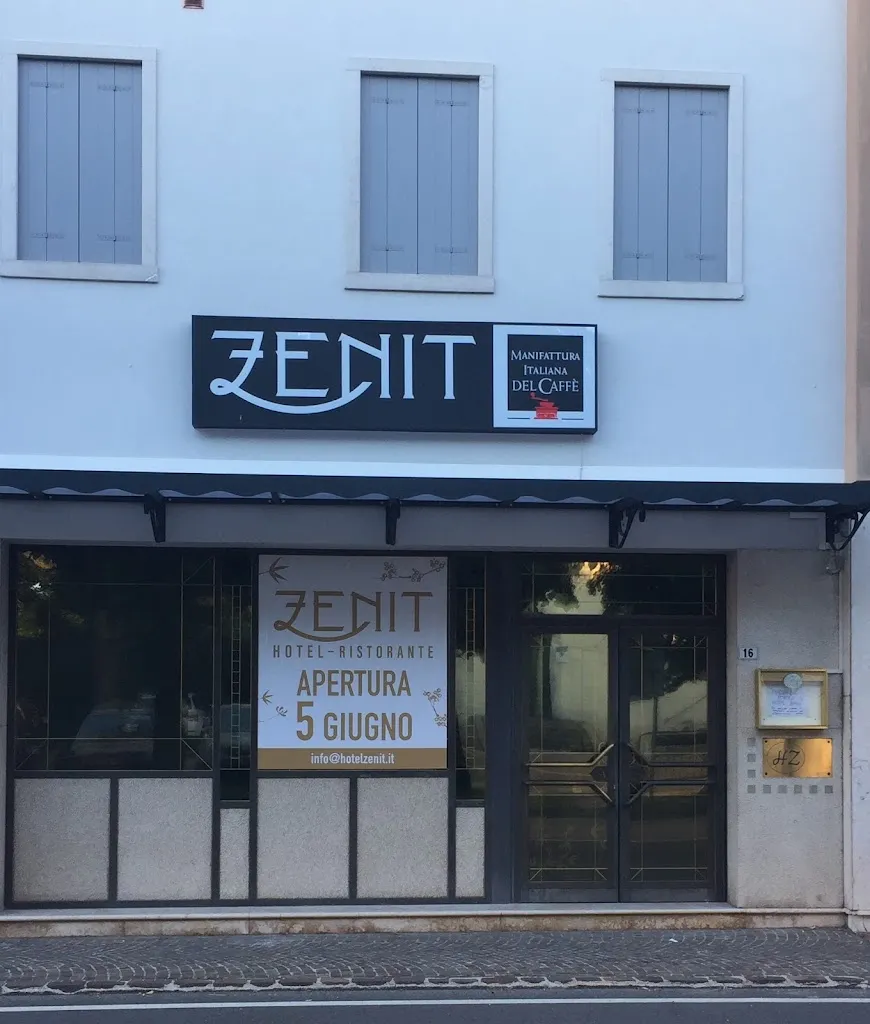 ZENIT
MANIFATTURA
ITALIANA
DEL CAFFÈ
ZENIT
HOTEL-RISTORANTE
APERTURA
5 GIUGNO
info@hotelzenit.it
16
HZ